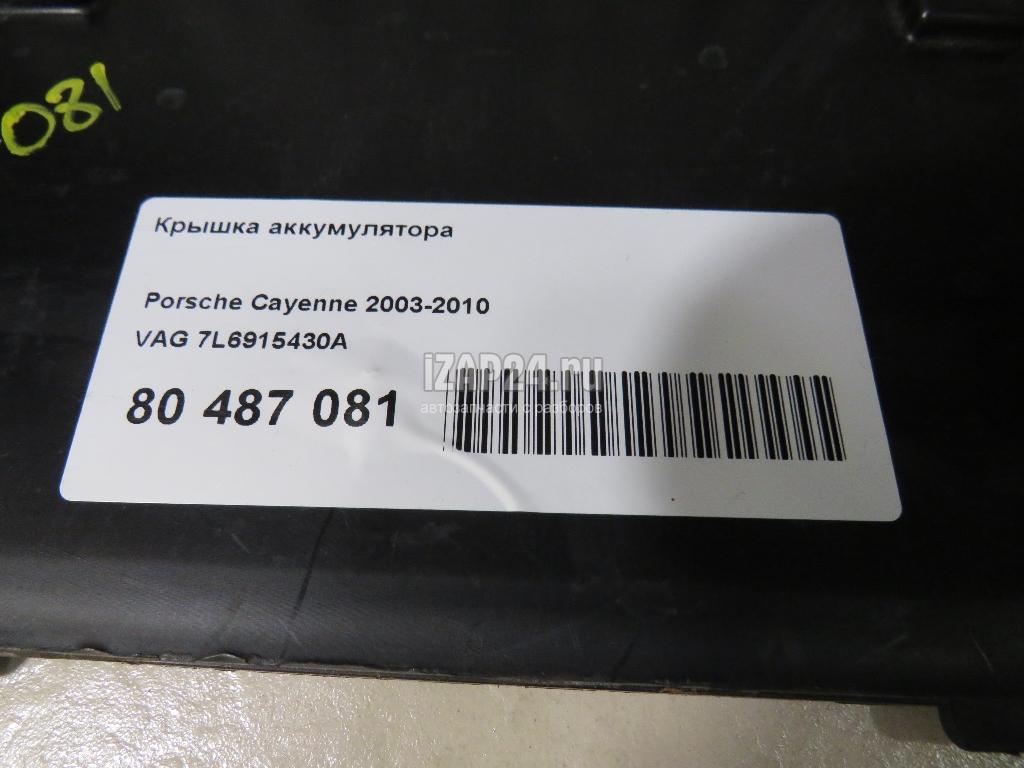 081
Крышка аккумулятора
Porsche Cayenne 2003-2010
VAG 7L6915430A
iZAP24.ru
80 487 081
автозапчасти с разборов